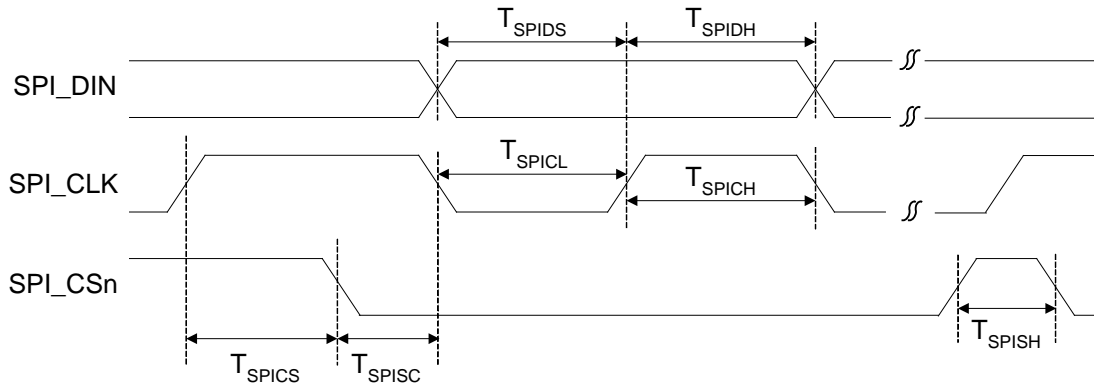 T_SPIDS T_SPIDH
SPI_DIN
T_SPICL
SPI_CLK
T_SPICH
SPI_CSn
T_SPISH
T_SPICS T_SPISC